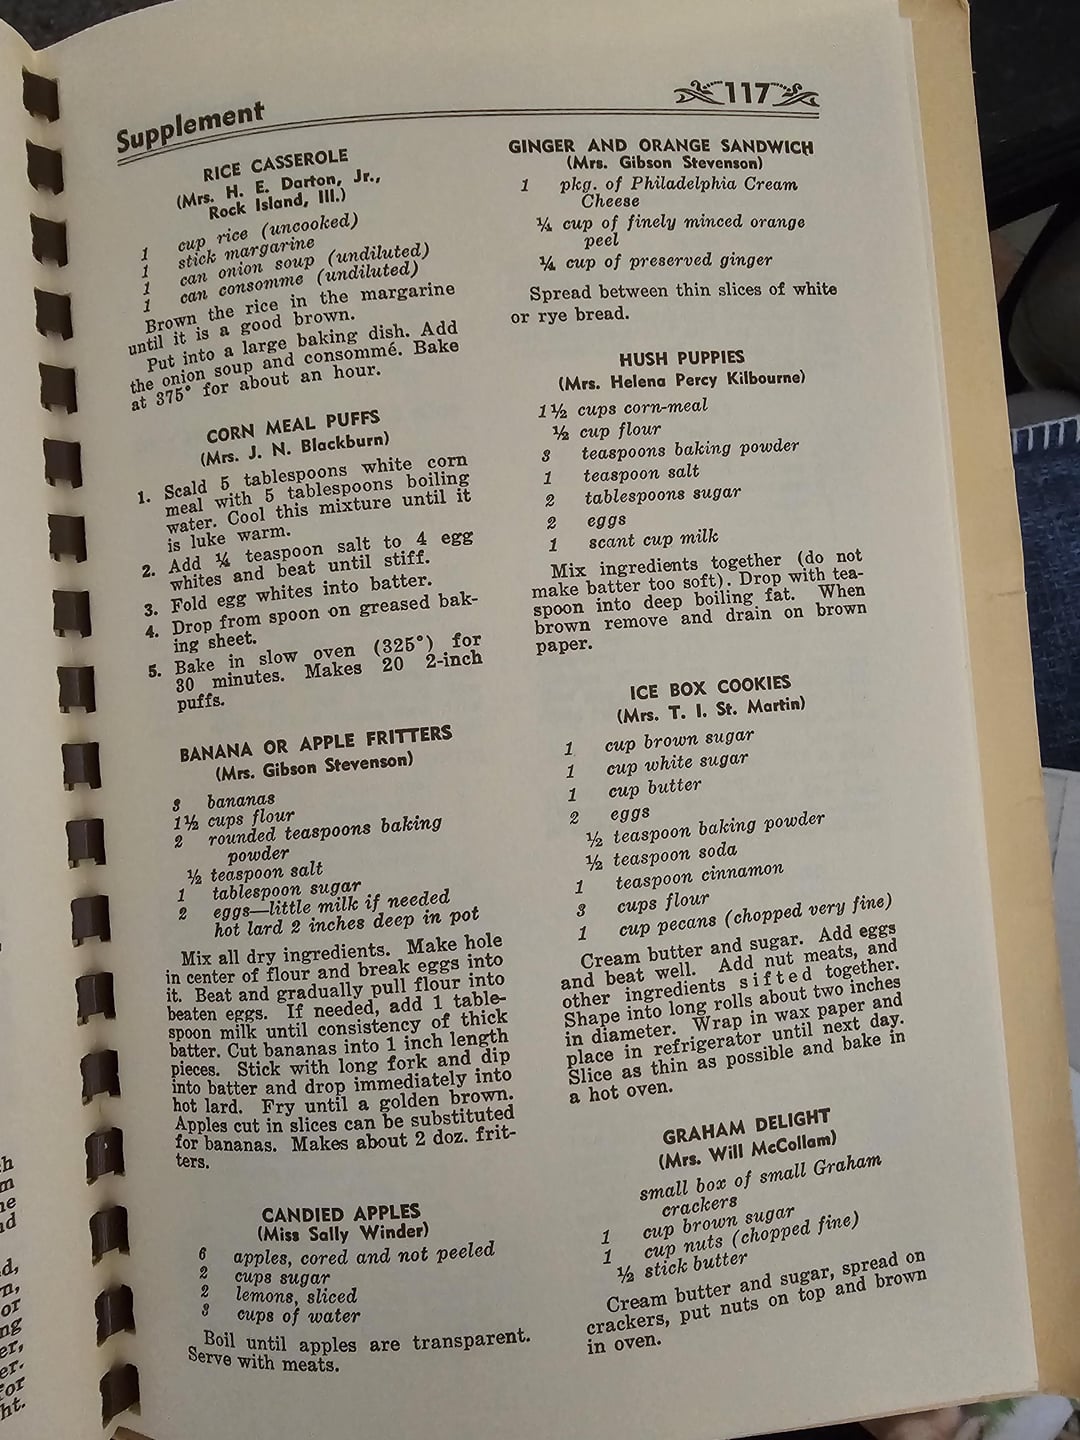 Supplement
117
RICE CASSEROLE
(Mrs. H. E. Darton, Jr.,
Rock Island, Ill.)
1 cup rice (uncooked)
1 stick margarine
1 can onion soup (undiluted)
1 can consomme (undiluted)
Brown the rice in the margarine
until it is a good brown.
Put into a large baking dish. Add
the onion soup and consommé. Bake
at 375° for about an hour.
CORN MEAL PUFFS
(Mrs. J. N. Blackburn)
1. Scald 5 tablespoons white corn
meal with 5 tablespoons boiling
water. Cool this mixture until it
is luke warm.
2. Add ¼ teaspoon salt to 4 egg
whites and beat until stiff.
3. Fold egg whites into batter.
4. Drop from spoon on greased bak-
ing sheet.
5. Bake in slow oven (325°) for
30 minutes. Makes 20 2-inch
puffs.
BANANA OR APPLE FRITTERS
(Mrs. Gibson Stevenson)
3 bananas
1½ cups flour
2 rounded teaspoons baking
powder
½ teaspoon salt
1 tablespoon sugar
2 eggs—little milk if needed
hot lard 2 inches deep in pot
Mix all dry ingredients. Make hole
in center of flour and break eggs into
it. Beat and gradually pull flour into
beaten eggs. If needed, add 1 table-
spoon milk until consistency of thick
batter. Cut bananas into 1 inch length
pieces. Stick with long fork and dip
into batter and drop immediately into
hot lard. Fry until a golden brown.
Apples cut in slices can be substituted
for bananas. Makes about 2 doz. frit-
ters.
CANDIED APPLES
(Miss Sally Winder)
6 apples, cored and not peeled
2 cups sugar
2 lemons, sliced
3 cups of water
Boil until apples are transparent.
Serve with meats.
GINGER AND ORANGE SANDWICH
(Mrs. Gibson Stevenson)
1 pkg. of Philadelphia Cream
Cheese
¼ cup of finely minced orange
peel
¼ cup of preserved ginger
Spread between thin slices of white
or rye bread.
HUSH PUPPIES
(Mrs. Helena Percy Kilbourne)
1½ cups corn-meal
½ cup flour
3 teaspoons baking powder
1 teaspoon salt
2 tablespoons sugar
2 eggs
1 scant cup milk
Mix ingredients together (do not
make batter too soft). Drop with tea-
spoon into deep boiling fat. When
brown remove and drain on brown
paper.
ICE BOX COOKIES
(Mrs. T. I. St. Martin)
1 cup brown sugar
1 cup white sugar
1 cup butter
2 eggs
½ teaspoon baking powder
½ teaspoon soda
1 teaspoon cinnamon
3 cups flour
1 cup pecans (chopped very fine)
Cream butter and sugar. Add eggs
and beat well. Add nut meats, and
other ingredients sifted together.
Shape into long rolls about two inches
in diameter. Wrap in wax paper and
place in refrigerator until next day.
Slice as thin as possible and bake in
a hot oven.
GRAHAM DELIGHT
(Mrs. Will McCollam)
small box of small Graham
crackers
1 cup brown sugar
1 cup nuts (chopped fine)
½ stick butter
Cream butter and sugar, spread on
crackers, put nuts on top and brown
in oven.